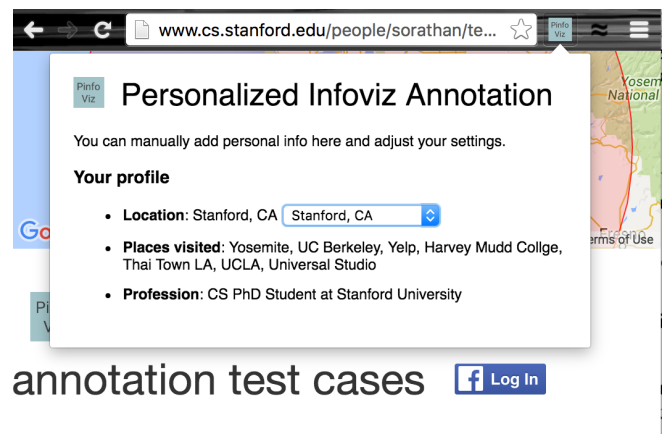 www.cs.stanford.edu/people/sorathan/te...
Pinfo
Viz
Yosem
National
Pinfo
Viz
Personalized Infoviz Annotation
You can manually add personal info here and adjust your settings.
Your profile
• Location: Stanford, CA Stanford, CA
• Places visited: Yosemite, UC Berkeley, Yelp, Harvey Mudd Collge,
Thai Town LA, UCLA, Universal Studio
• Profession: CS PhD Student at Stanford University
Go
Fresno
erms of Use
Pi
V
annotation test cases
f Log In